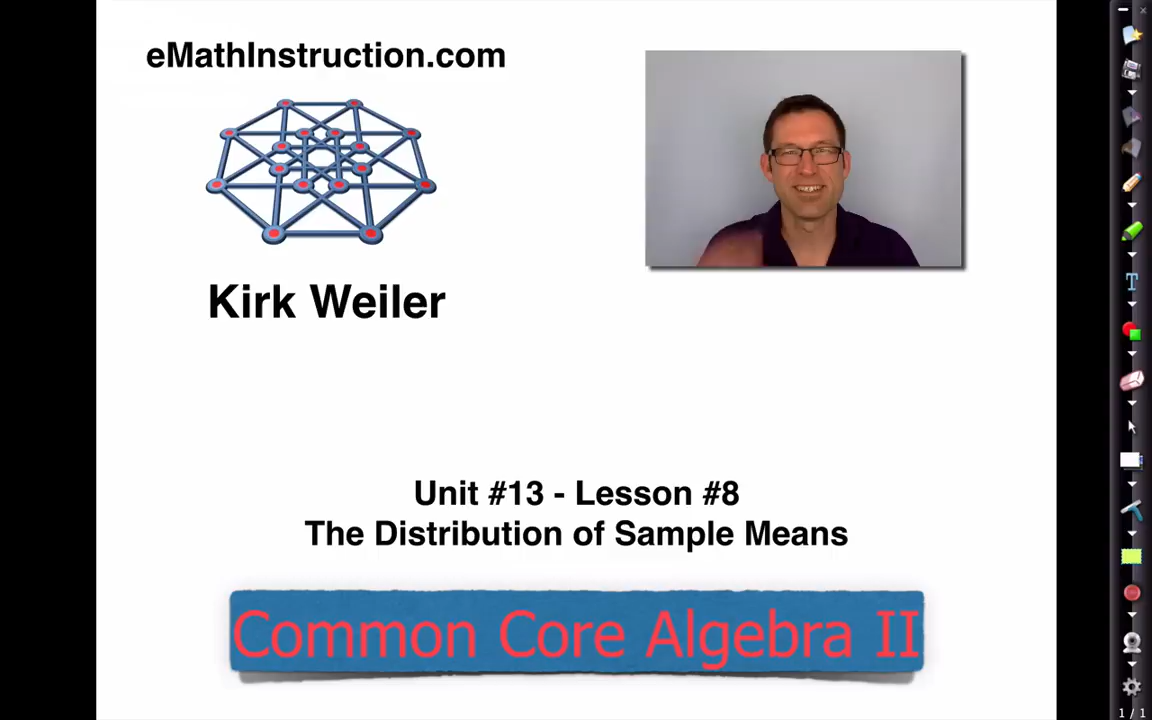 eMathInstruction.com
Kirk Weiler
Unit #13 - Lesson #8
The Distribution of Sample Means
Common Core Algebra II
T
1 / 1